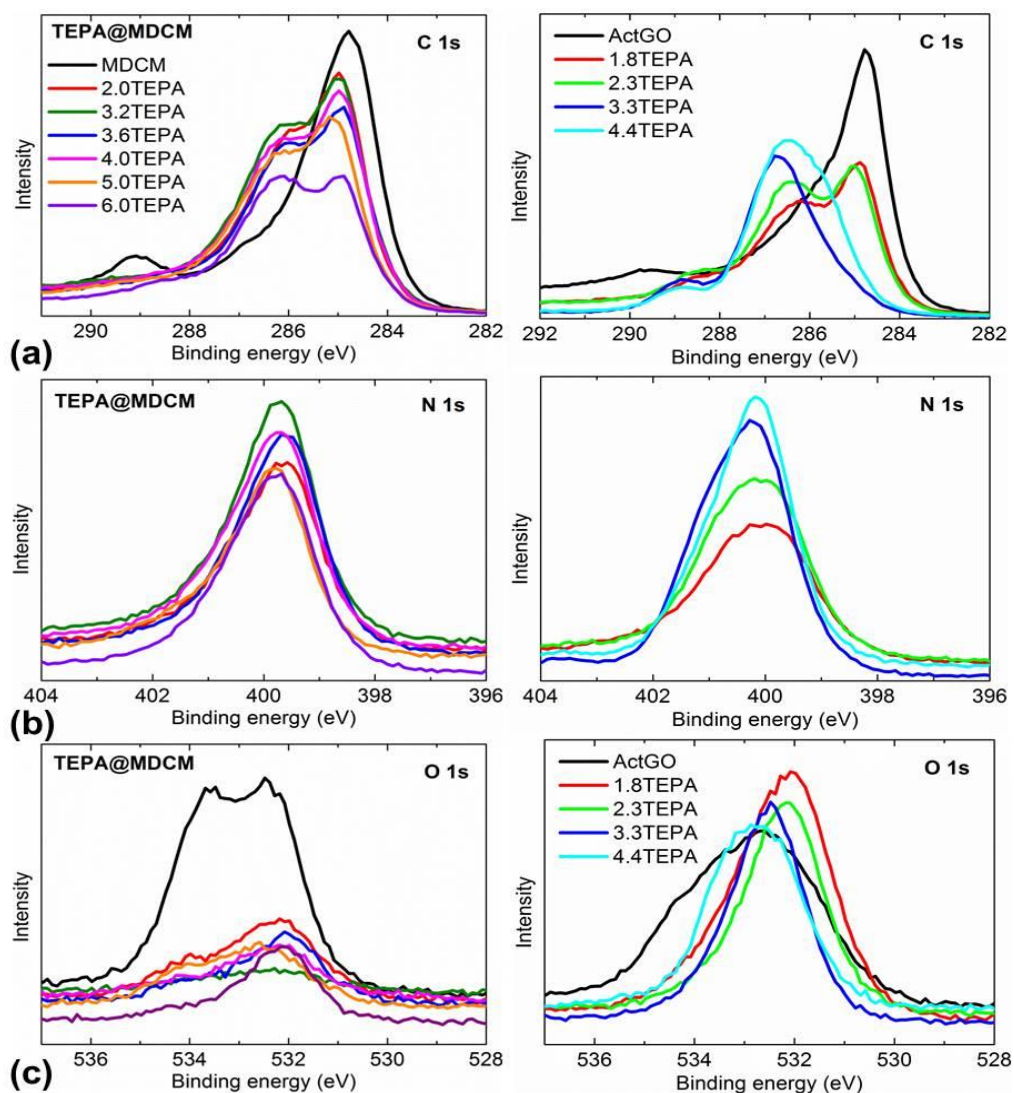 TEPA@MDCM
C 1s
MDCM
2.0TEPA
3.2TEPA
3.6TEPA
4.0TEPA
5.0TEPA
6.0TEPA
Intensity
290 288 286 284 282
Binding energy (eV)
(a)
ActGO
C 1s
1.8TEPA
2.3TEPA
3.3TEPA
4.4TEPA
Intensity
292 290 288 286 284 282
Binding energy (eV)
TEPA@MDCM
N 1s
Intensity
404 402 400 398 396
Binding energy (eV)
(b)
N 1s
Intensity
404 402 400 398 396
Binding energy (eV)
TEPA@MDCM
O 1s
Intensity
536 534 532 530 528
Binding energy (eV)
(c)
ActGO
O 1s
1.8TEPA
2.3TEPA
3.3TEPA
4.4TEPA
Intensity
536 534 532 530 528
Binding energy (eV)